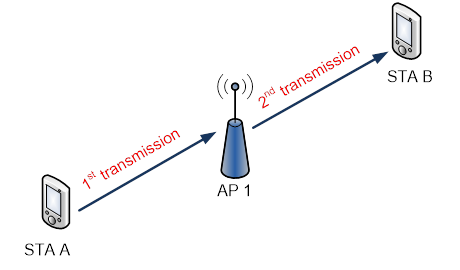 STA B
2nd transmission
1st transmission
AP 1
STA A